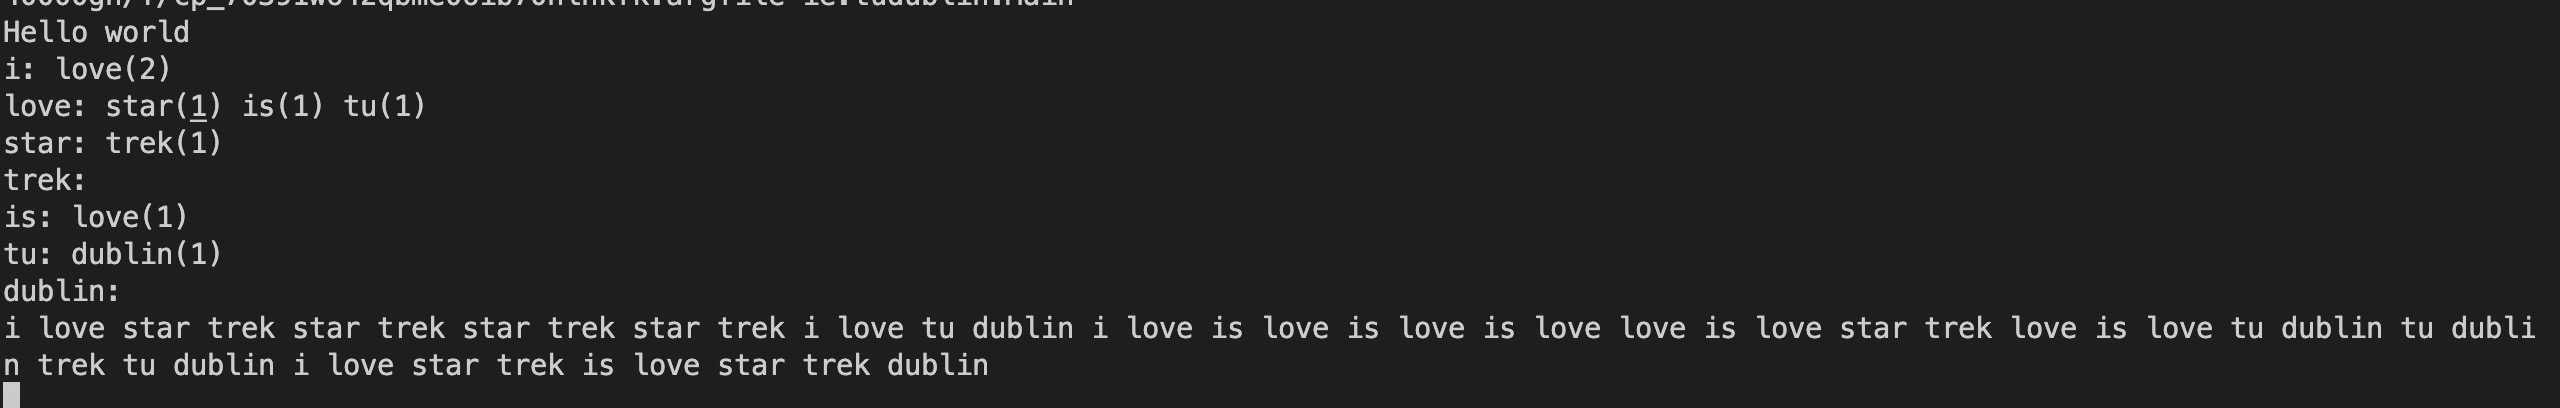 Hello world
i: love(2)
love: star(1) is(1) tu(1)
star: trek(1)
trek:
is: love(1)
tu: dublin(1)
dublin:
i love star trek star trek star trek star trek i love tu dublin i love is love is love is love love is love star trek love is love tu dublin tu dubli
n trek tu dublin i love star trek is love star trek dublin